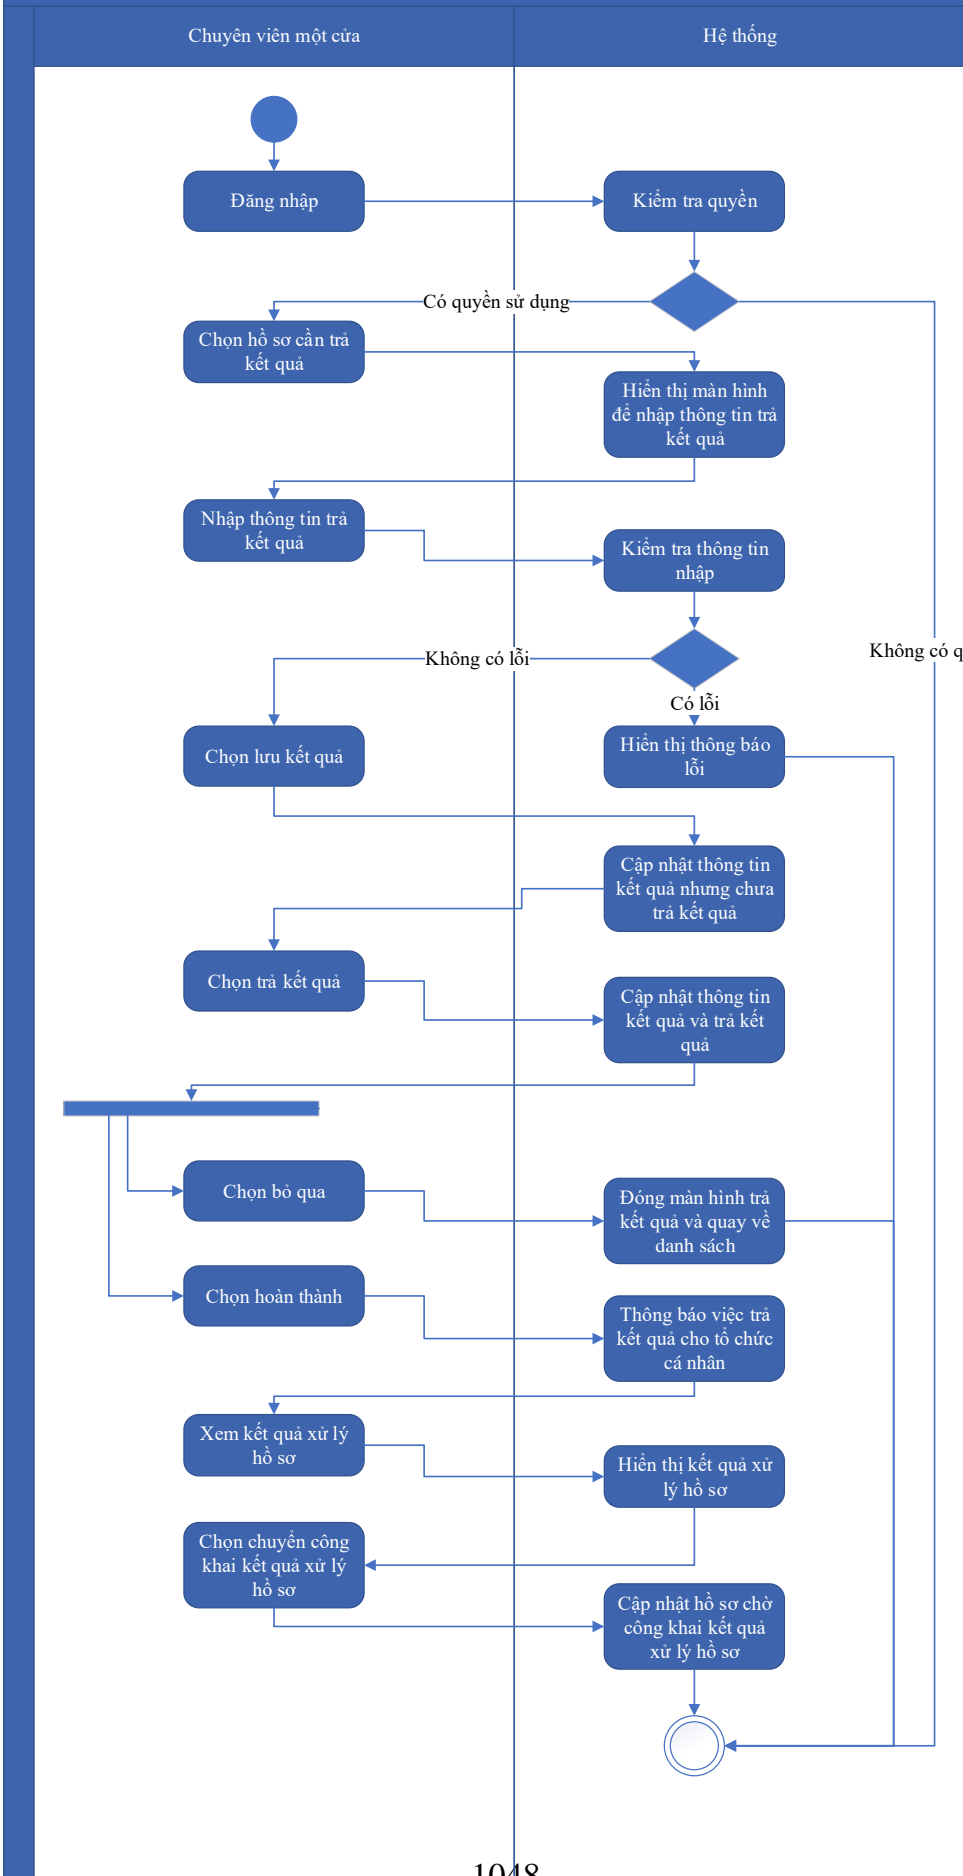 Chuyên viên một cửa
Hệ thống
Đăng nhập
Kiểm tra quyền
Có quyền sử dụng
Chọn hồ sơ cần trả
kết quả
Hiển thị màn hình
để nhập thông tin trả
kết quả
Nhập thông tin trả
kết quả
Kiểm tra thông tin
nhập
Không có q
Không có lỗi
Có lỗi
Chọn lưu kết quả
Hiển thị thông báo
lỗi
Cập nhật thông tin
kết quả nhưng chưa
trả kết quả
Chọn trả kết quả
Cập nhật thông tin
kết quả và trả kết
quả
Chọn bỏ qua
Đóng màn hình trả
kết quả và quay về
danh sách
Chọn hoàn thành
Thông báo việc trả
kết quả cho tổ chức
cá nhân
Xem kết quả xử lý
hồ sơ
Hiển thị kết quả xử
lý hồ sơ
Chọn chuyển công
khai kết quả xử lý
hồ sơ
Cập nhật hồ sơ chờ
công khai kết quả
xử lý hồ sơ
1048